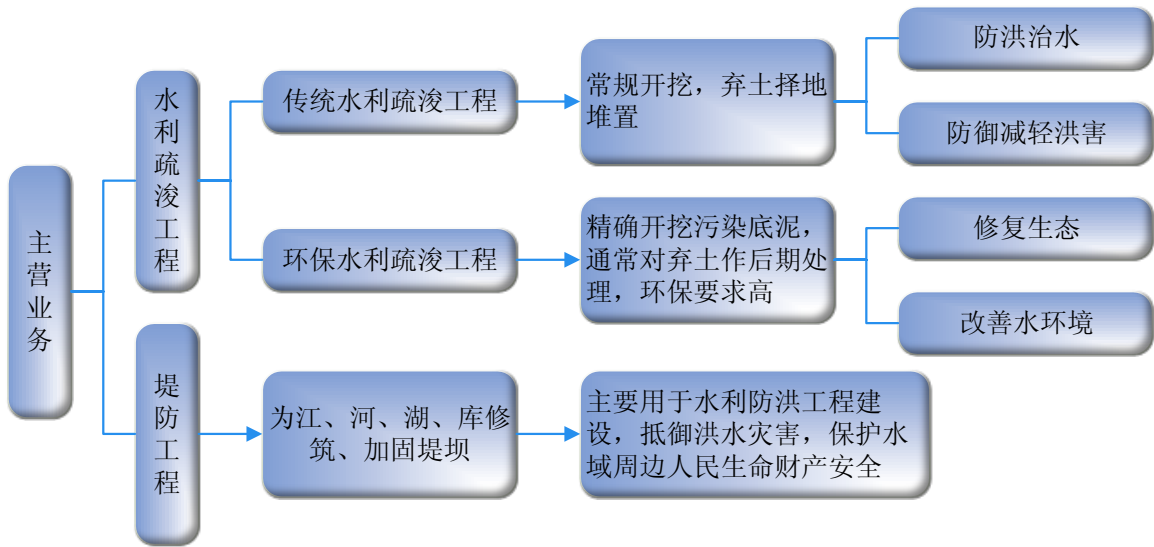 主营业务
水利疏浚工程
传统水利疏浚工程
常规开挖，弃土择地
堆置
防洪治水
防御减轻洪害
环保水利疏浚工程
精确开挖污染底泥，
通常对弃土作后期处
理，环保要求高
修复生态
改善水环境
堤防工程
为江、河、湖、库修
筑、加固堤坝
主要用于水利防洪工程建
设，抵御洪水灾害，保护水
域周边人民生命财产安全